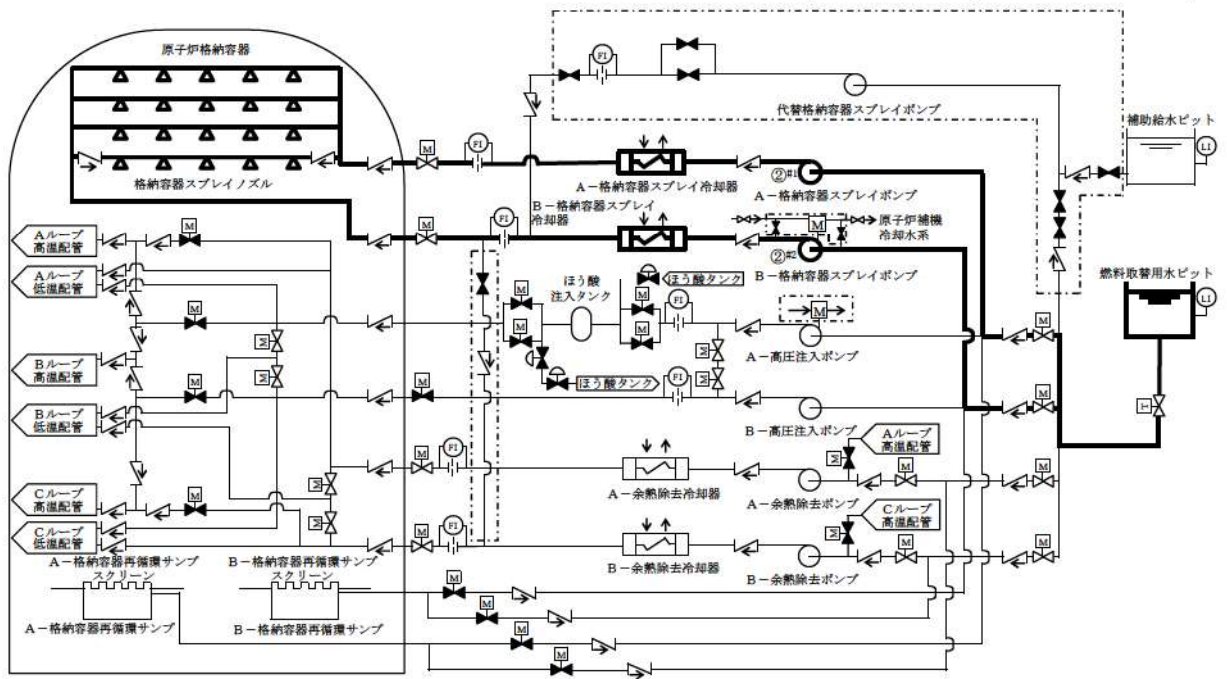 原子炉格納容器
格納容器スプレイノズル
FI
代替格納容器スプレイポンプ
補助給水ピット
LI
M
FI
A-格納容器スプレイ冷却器
②#1
A-格納容器スプレイポンプ
B-格納容器スプレイ
冷却器
M
FI
M
原子炉補機
冷却水系
②#2
B-格納容器スプレイポンプ
燃料取替用水ピット
LI
Aループ
高温配管
M
Aループ
低温配管
ほう酸
注入タンク
ほう酸タンク
M
M
M
FI
M
A-高圧注入ポンプ
M
M
M
M
M
I
Bループ
高温配管
M
ほう酸タンク
M
M
M
FI
B-高圧注入ポンプ
M
Bループ
低温配管
Aループ
高温配管
M
FI
A-余熱除去冷却器
M
M
M
A-余熱除去ポンプ
M
Cループ
高温配管
M
Cループ
高温配管
M
Cループ
低温配管
M
FI
B-余熱除去冷却器
M
M
M
B-余熱除去ポンプ
A-格納容器再循環サンプ
スクリーン
B-格納容器再循環サンプ
スクリーン
M
M
A-格納容器再循環サンプ
B-格納容器再循環サンプ
M
M